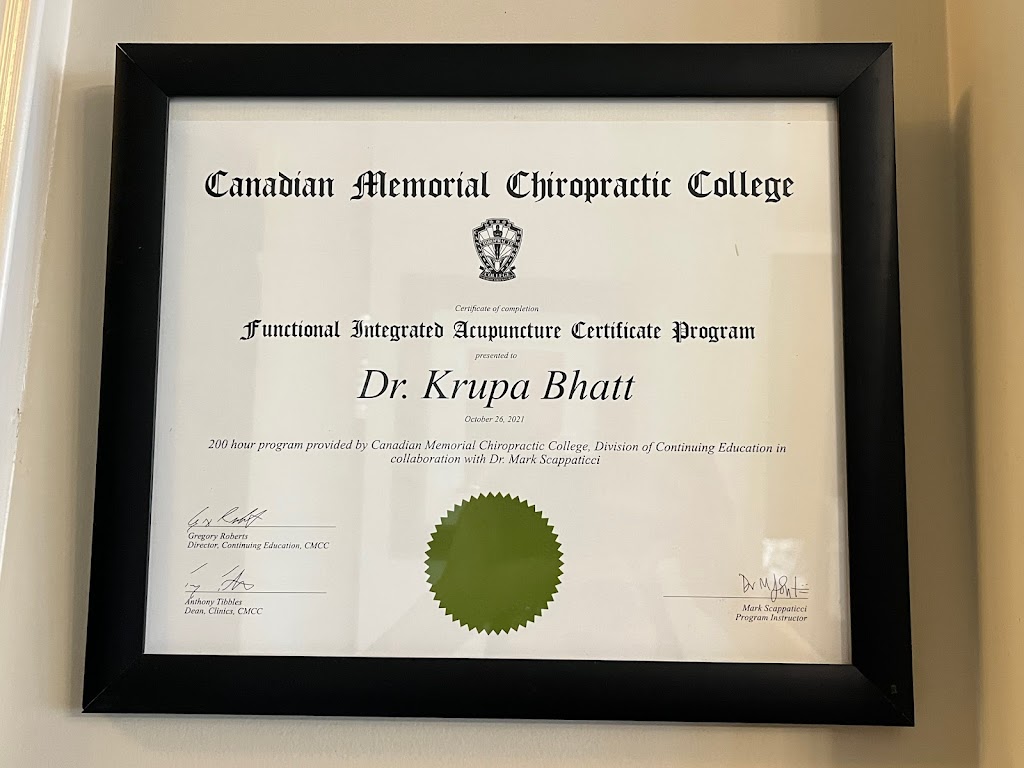 Canadian Memorial Chiropractic College
CHIROPRACTIC
COLLEGE
Certificate of completion
Functional Integrated Acupuncture Certificate Program
presented to
Dr. Krupa Bhatt
October 26, 2021
200 hour program provided by Canadian Memorial Chiropractic College, Division of Continuing Education in
collaboration with Dr. Mark Scappaticci
Gregory Roberts
Director, Continuing Education, CMCC
Anthony Tibbles
Dean, Clinics, CMCC
Mark Scappaticci
Program Instructor